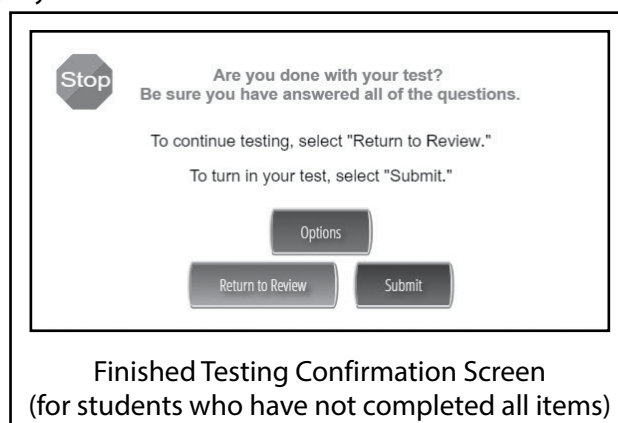 Stop
Are you done with your test?
Be sure you have answered all of the questions.
To continue testing, select "Return to Review."
To turn in your test, select "Submit."
Options
Return to Review
Submit
Finished Testing Confirmation Screen
(for students who have not completed all items)